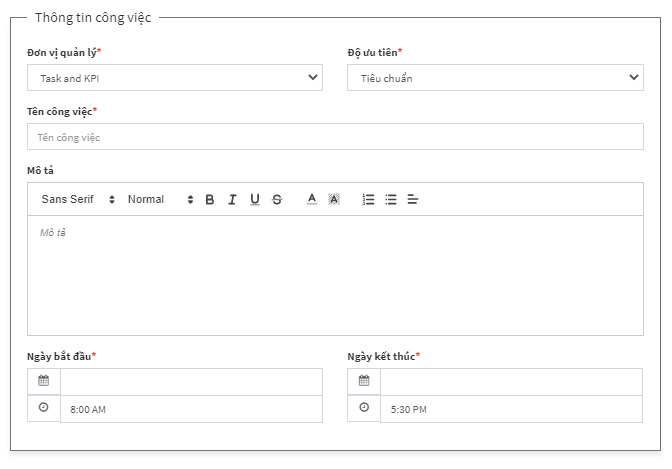 Thông tin công việc
Đơn vị quản lý* Độ ưu tiên*
Task and KPI Tiêu chuẩn
Tên công việc*
Tên công việc
Mô tả
Sans Serif Normal B I U S A A
Mô tả
Ngày bắt đầu* Ngày kết thúc*
8:00 AM 5:30 PM